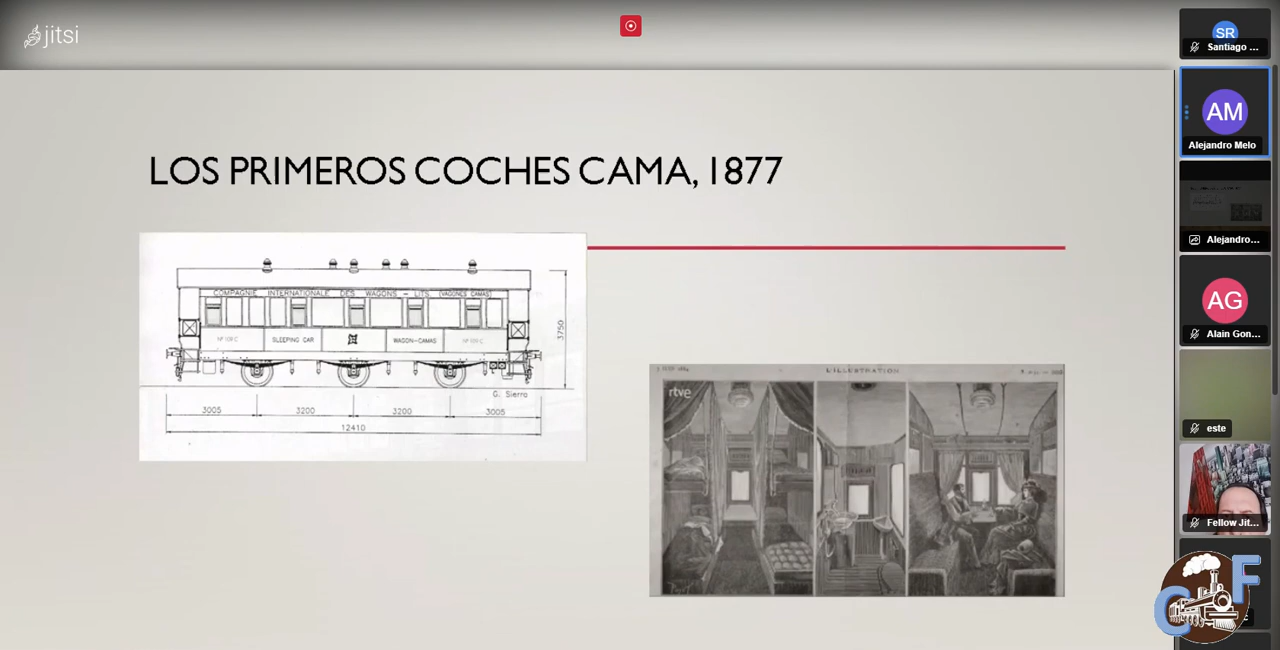 jitsi
SR
Santiago ...
AM
Alejandro Melo
Alejandro...
AG
Alain Gon...
este
Fellow Jit...
C F
LOS PRIMEROS COCHES CAMA, 1877
COMPAGNIE INTERNATIONALE DES WAGONS - LITS. (VAGONES CAMAS)
SLEEPING CAR
WAGON-CAMAS
3750
G. Sierra
3005 3200 3200 3005
12410
L'ILLUSTRATION
rtve